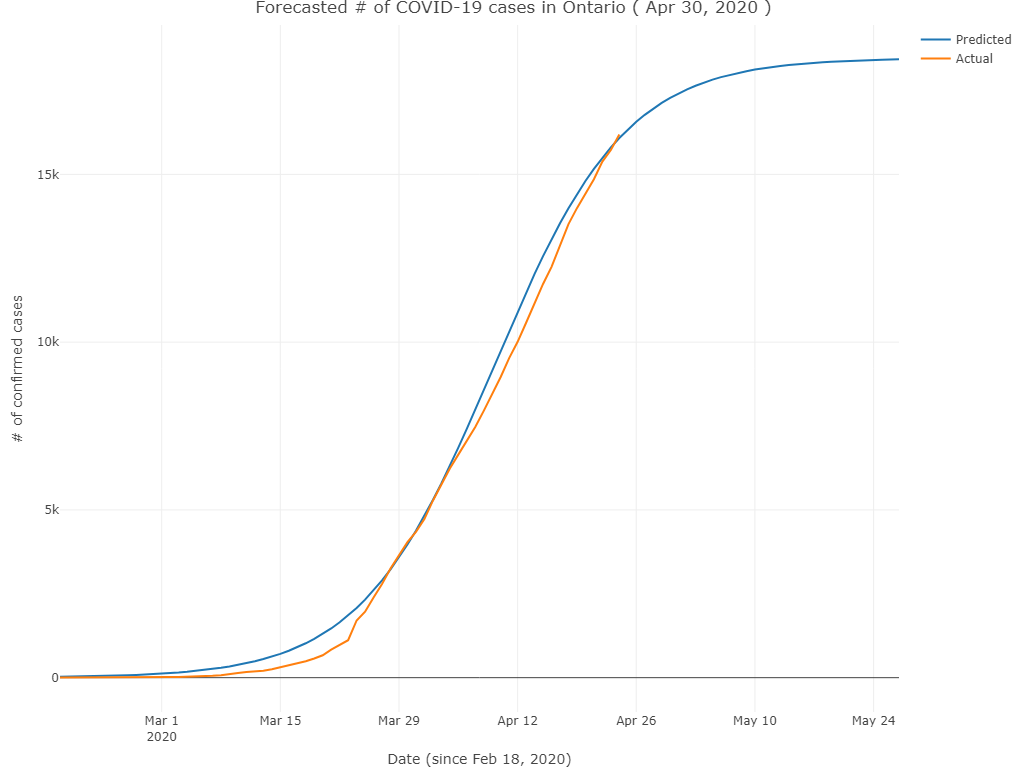 Forecasted # of COVID-19 cases in Ontario ( Apr 30, 2020 )
Predicted
Actual
15k
10k
5k
0
# of confirmed cases
Mar 1
2020
Mar 15
Mar 29
Apr 12
Apr 26
May 10
May 24
Date (since Feb 18, 2020)